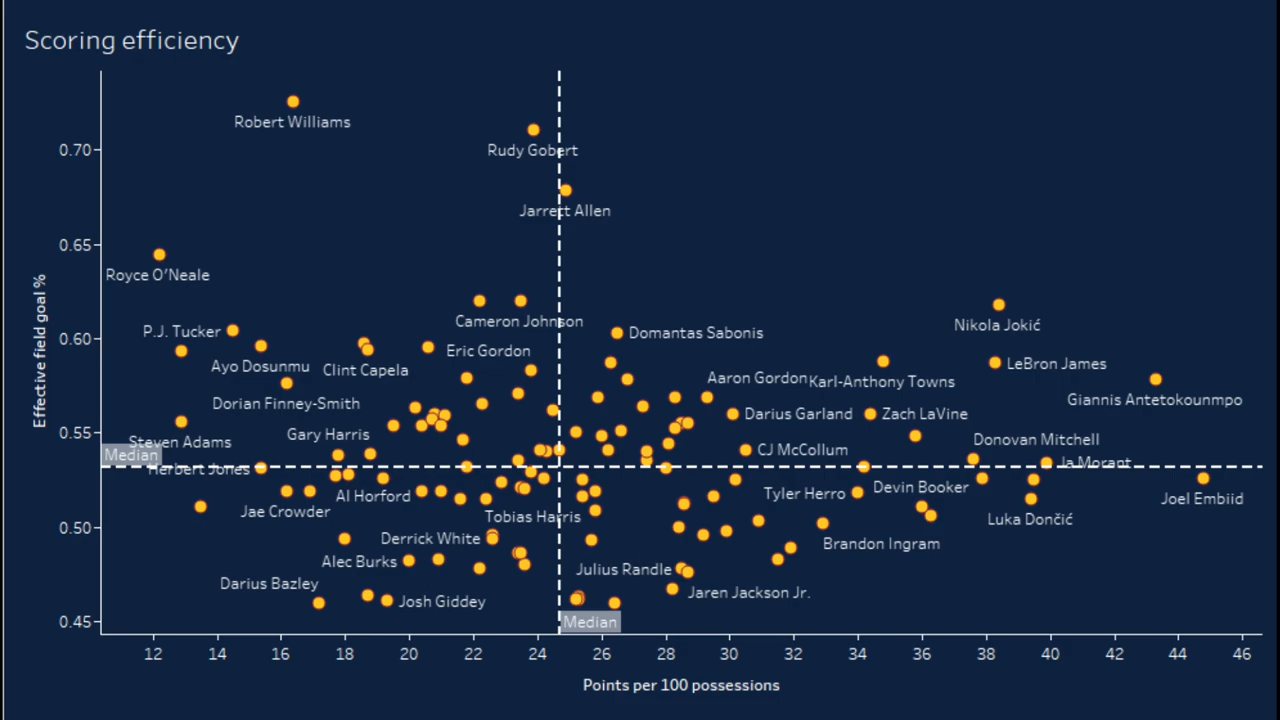 Scoring efficiency
Robert Williams
0.70
Rudy Gobert
Jarrett Allen
0.65
Royce O'Neale
Cameron Johnson
Nikola Jokić
P.J. Tucker
Domantas Sabonis
0.60
Eric Gordon
Ayo Dosunmu
Clint Capela
LeBron James
Aaron Gordon
Karl-Anthony Towns
Giannis Antetokounmpo
Dorian Finney-Smith
Darius Garland
Zach LaVine
0.55
Gary Harris
Steven Adams
Donovan Mitchell
CJ McCollum
Median
Herbert Jones
Ja Morant
Al Horford
Tyler Herro
Devin Booker
Joel Embiid
Jae Crowder
Tobias Harris
Luka Dončić
0.50
Derrick White
Brandon Ingram
Alec Burks
Julius Randle
Darius Bazley
Josh Giddey
Jaren Jackson Jr.
0.45
Median
Effective field goal %
12 14 16 18 20 22 24 26 28 30 32 34 36 38 40 42 44 46
Points per 100 possessions